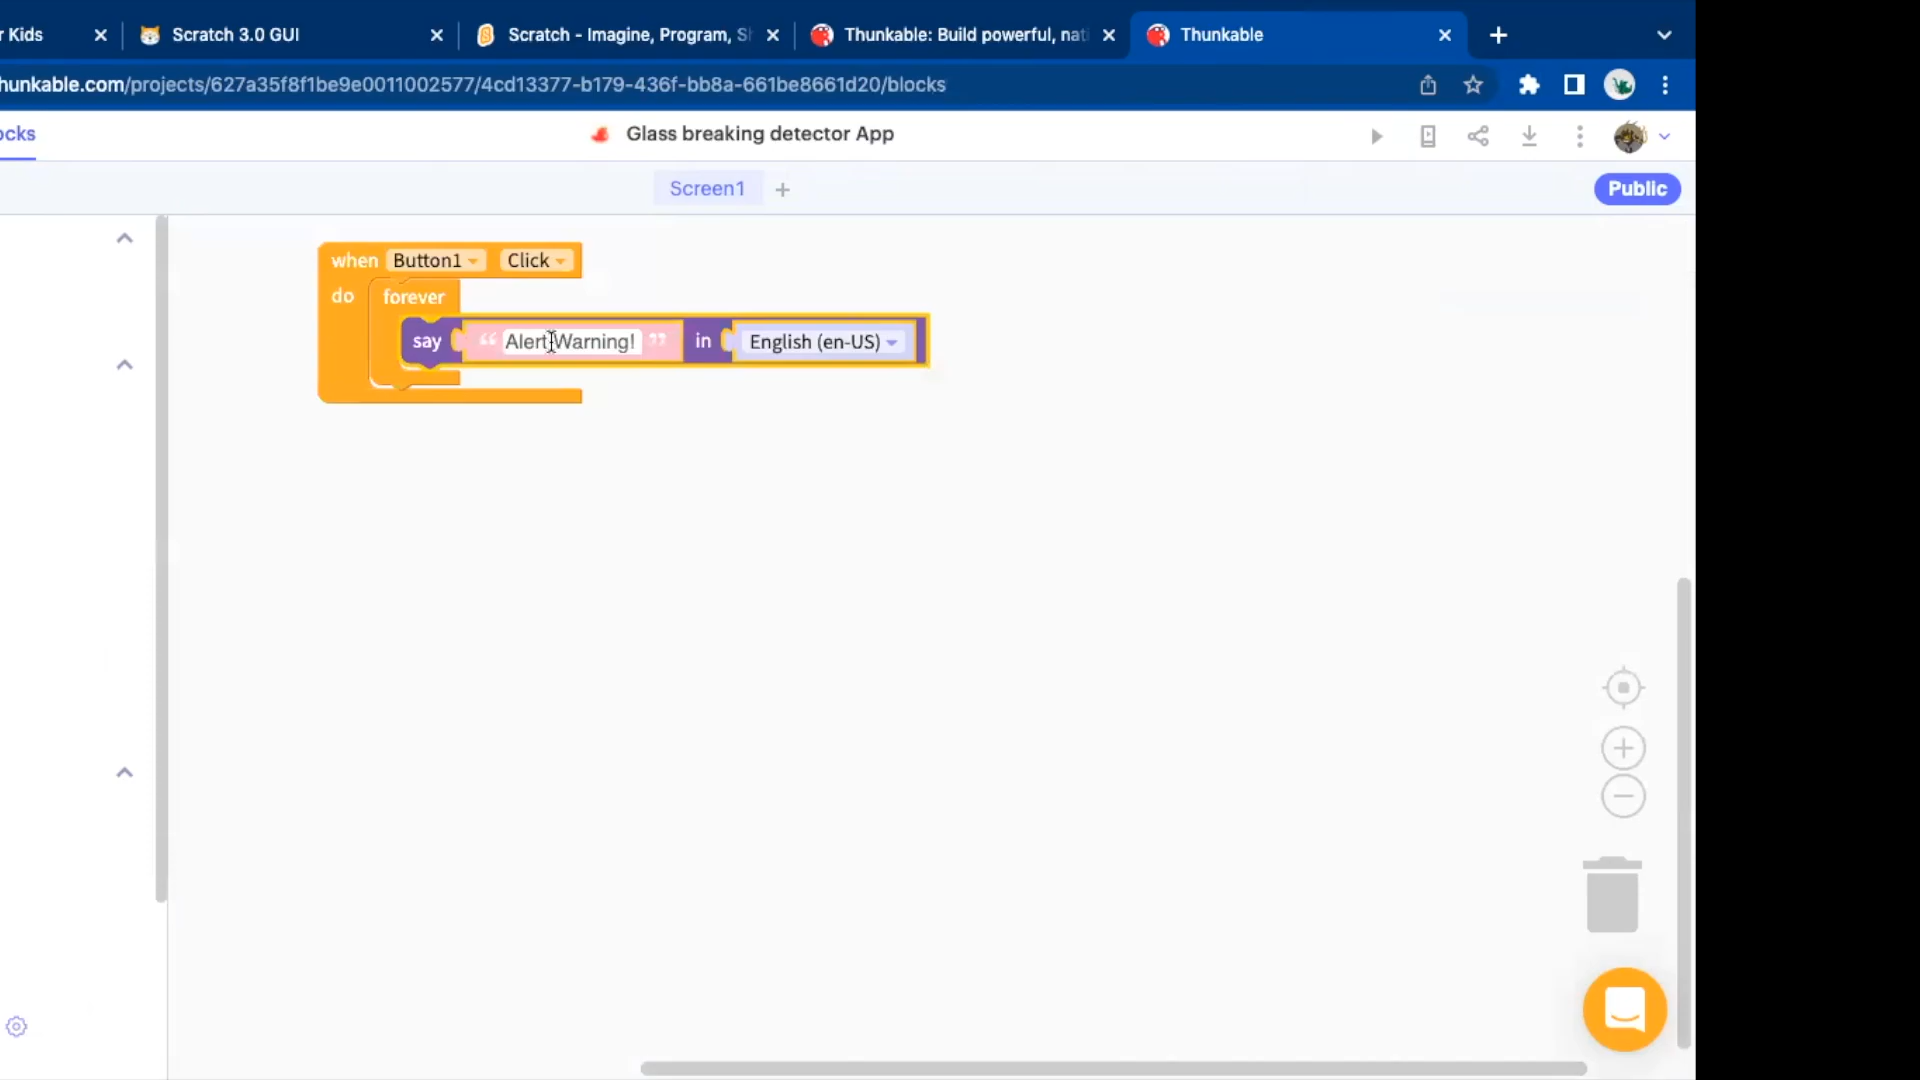 r Kids
Scratch 3.0 GUI
Scratch - Imagine, Program, S
Thunkable: Build powerful, nat
Thunkable
hunkable.com/projects/627a35f8f1be9e0011002577/4cd13377-b179-436f-bb8a-661be8661d20/blocks
ocks
Glass breaking detector App
Screen1 +
Public
when Button1 Click
do forever
say “ Alert Warning! ” in English (en-US)